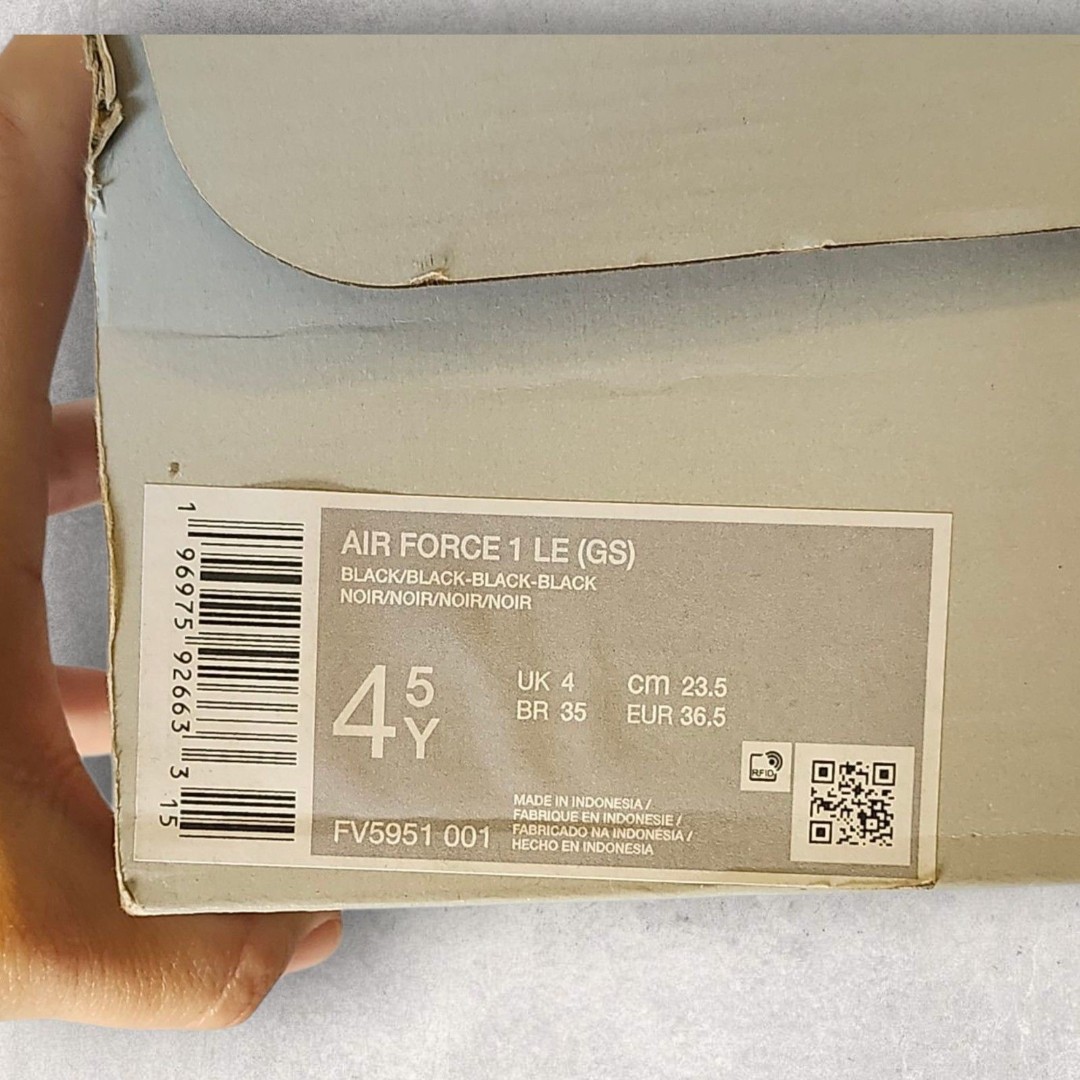 AIR FORCE 1 LE (GS)
BLACK/BLACK-BLACK-BLACK
NOIR/NOIR/NOIR/NOIR
4 5Y
UK 4 cm 23.5
BR 35 EUR 36.5
RFID
MADE IN INDONESIA /
FABRIQUE EN INDONESIE /
FABRICADO NA INDONÉSIA /
HECHO EN INDONESIA
FV5951 001
1 96975 92663 3 15